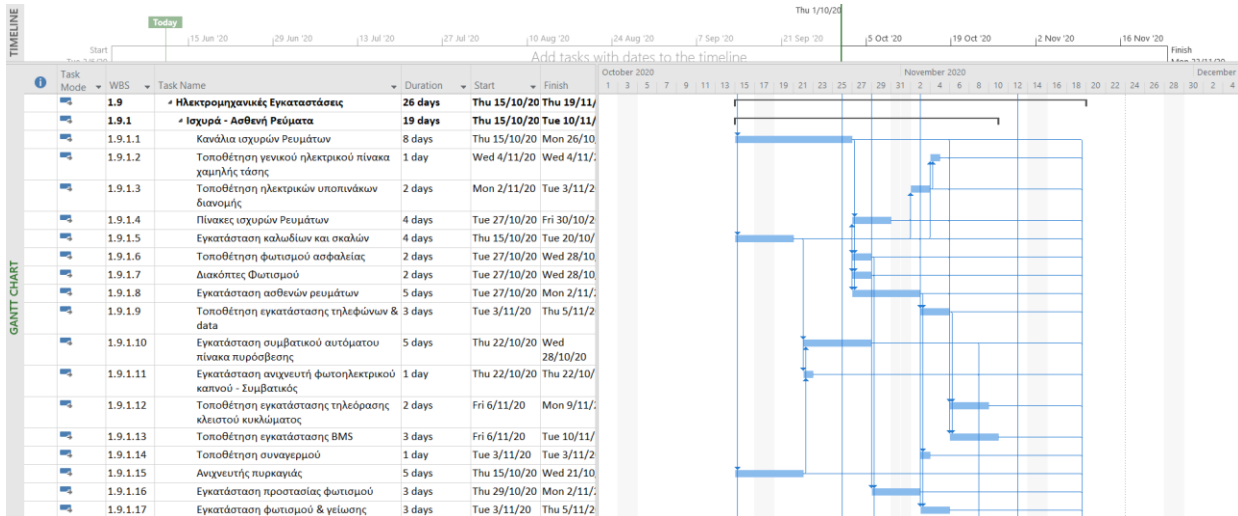 Thu 1/10/20
Today
15 Jun '20 29 Jun '20 13 Jul '20 27 Jul '20 10 Aug '20 24 Aug '20 7 Sep '20 21 Sep '20 5 Oct '20 19 Oct '20 2 Nov '20 16 Nov '20
TIMELINE
Start
Add tasks with dates to the timeline
Finish
Task Mode WBS Task Name Duration Start Finish
October 2020 November 2020 December
1 3 5 7 9 11 13 15 17 19 21 23 25 27 29 31 2 4 6 8 10 12 14 16 18 20 22 24 26 28 30 2 4
GANTT CHART
1.9 Ηλεκτρομηχανικές Εγκαταστάσεις 26 days Thu 15/10/20 Thu 19/11/
1.9.1 Ισχυρά - Ασθενή Ρεύματα 19 days Thu 15/10/20 Tue 10/11/
1.9.1.1 Κανάλια ισχυρών Ρευμάτων 8 days Thu 15/10/20 Mon 26/10
1.9.1.2 Τοποθέτηση γενικού ηλεκτρικού πίνακα 1 day Wed 4/11/20 Wed 4/11/
χαμηλής τάσης
1.9.1.3 Τοποθέτηση ηλεκτρικών υποπινάκων 2 days Mon 2/11/20 Tue 3/11/2
διανομής
1.9.1.4 Πίνακες ισχυρών Ρευμάτων 4 days Tue 27/10/20 Fri 30/10/2
1.9.1.5 Εγκατάσταση καλωδίων και σκαλών 4 days Thu 15/10/20 Tue 20/10/
1.9.1.6 Τοποθέτηση φωτισμού ασφαλείας 2 days Tue 27/10/20 Wed 28/10
1.9.1.7 Διακόπτες Φωτισμού 2 days Tue 27/10/20 Wed 28/10
1.9.1.8 Εγκατάσταση ασθενών ρευμάτων 5 days Tue 27/10/20 Mon 2/11/
1.9.1.9 Τοποθέτηση εγκατάστασης τηλεφώνων & 3 days Tue 3/11/20 Thu 5/11/2
data
1.9.1.10 Εγκατάσταση συμβατικού αυτόματου 5 days Thu 22/10/20 Wed
πίνακα πυρόσβεσης 28/10/20
1.9.1.11 Εγκατάσταση ανιχνευτή φωτοηλεκτρικού 1 day Thu 22/10/20 Thu 22/10/
καπνού - Συμβατικός
1.9.1.12 Τοποθέτηση εγκατάστασης τηλεόρασης 2 days Fri 6/11/20 Mon 9/11/
κλειστού κυκλώματος
1.9.1.13 Τοποθέτηση εγκατάστασης BMS 3 days Fri 6/11/20 Tue 10/11/
1.9.1.14 Τοποθέτηση συναγερμού 1 day Tue 3/11/20 Tue 3/11/2
1.9.1.15 Ανιχνευτής πυρκαγιάς 5 days Thu 15/10/20 Wed 21/10
1.9.1.16 Εγκατάσταση προστασίας φωτισμού 3 days Thu 29/10/20 Mon 2/11/
1.9.1.17 Εγκατάσταση φωτισμού & γείωσης 3 days Tue 3/11/20 Thu 5/11/2